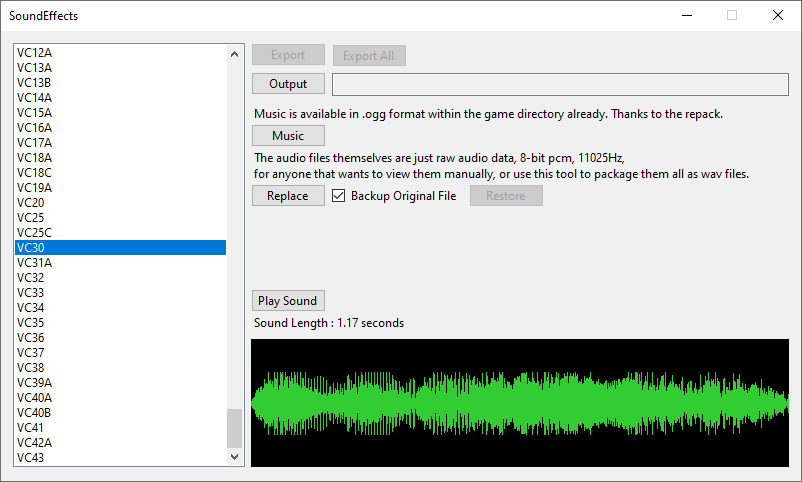 SoundEffects
VC12A
VC13A
VC13B
VC14A
VC15A
VC16A
VC17A
VC18A
VC18C
VC19A
VC20
VC25
VC25C
VC30
VC31A
VC32
VC33
VC34
VC35
VC36
VC37
VC38
VC39A
VC40A
VC40B
VC41
VC42A
VC43
Export
Export All
Output
Music is available in .ogg format within the game directory already. Thanks to the repack.
Music
The audio files themselves are just raw audio data, 8-bit pcm, 11025Hz,
for anyone that wants to view them manually, or use this tool to package them all as wav files.
Replace
Backup Original File
Restore
Play Sound
Sound Length : 1.17 seconds